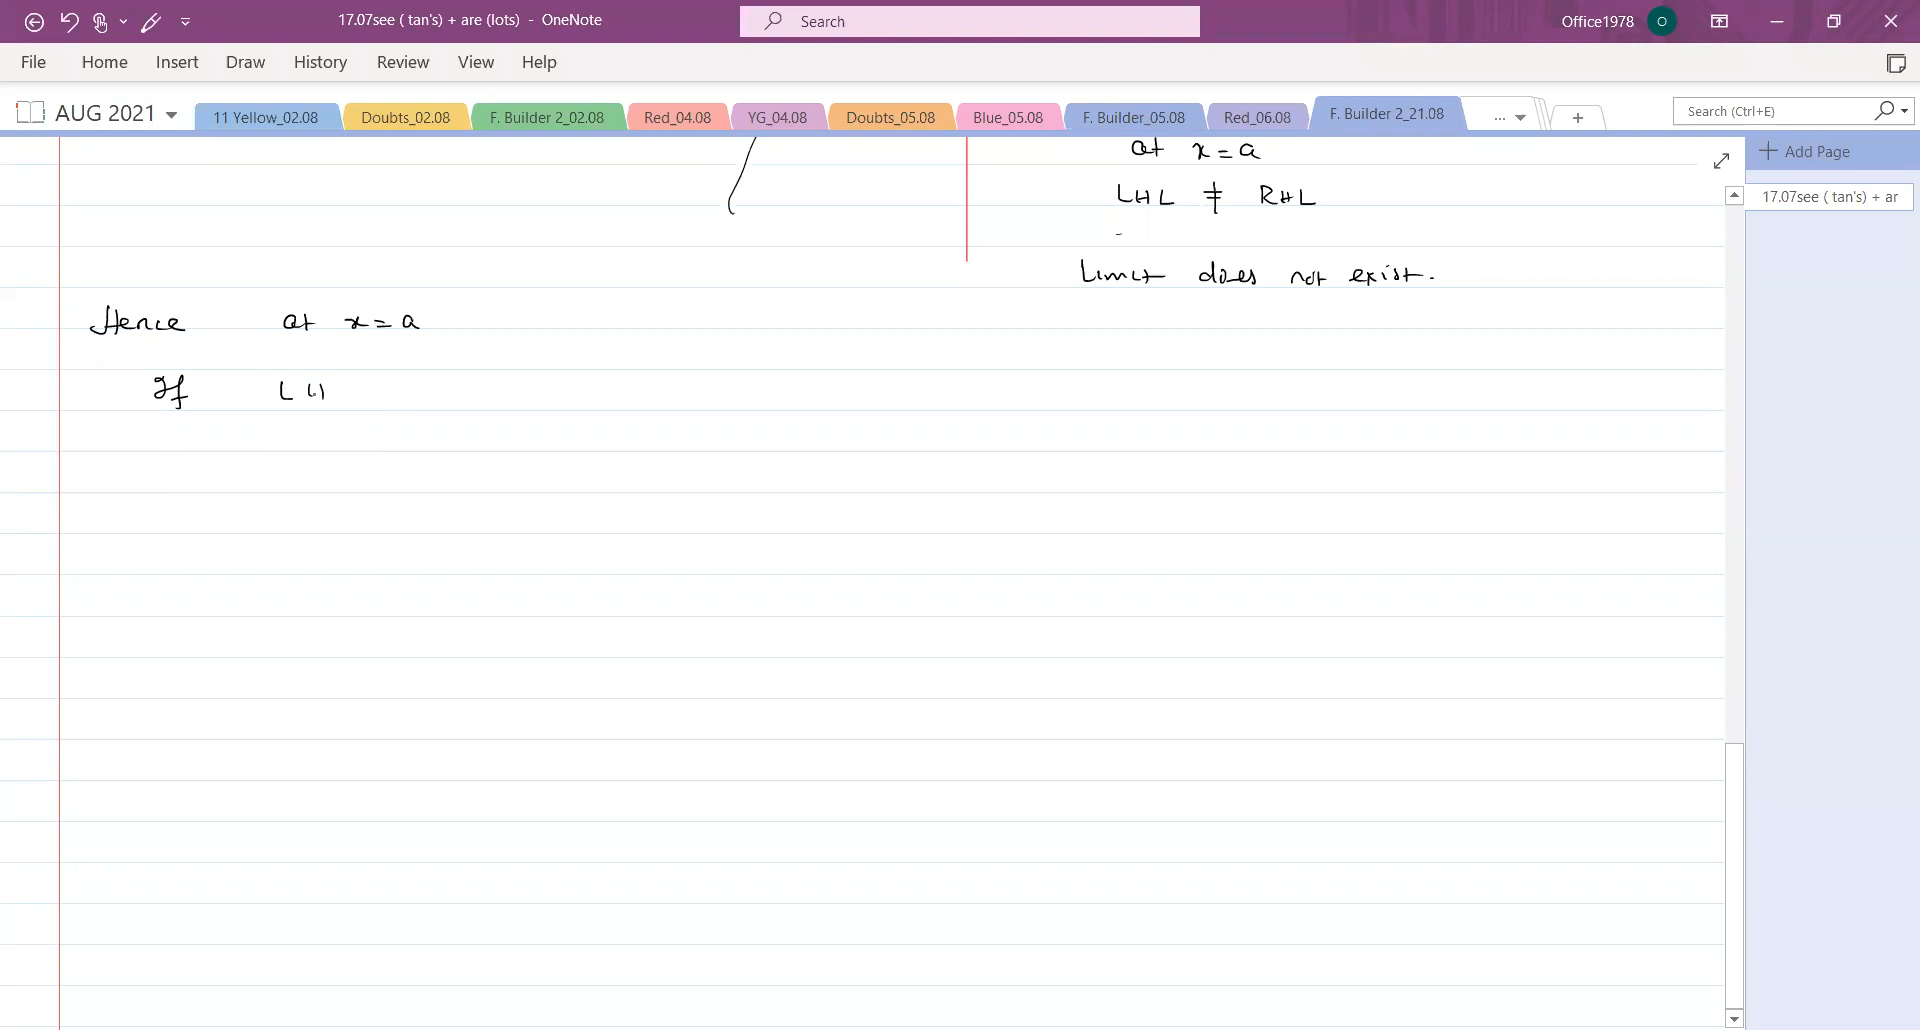 17.07see ( tan's) + are (lots) - OneNote
Search
Office1978
O
File Home Insert Draw History Review View Help
AUG 2021
11 Yellow_02.08
Doubts_02.08
F. Builder 2_02.08
Red_04.08
YG_04.08
Doubts_05.08
Blue_05.08
F. Builder_05.08
Red_06.08
F. Builder 2_21.08
...
+
Search (Ctrl+E)
+ Add Page
17.07see ( tan's) + ar
at x = a
LHL ≠ RHL
Limit does not exist.
Hence at x = a
If L